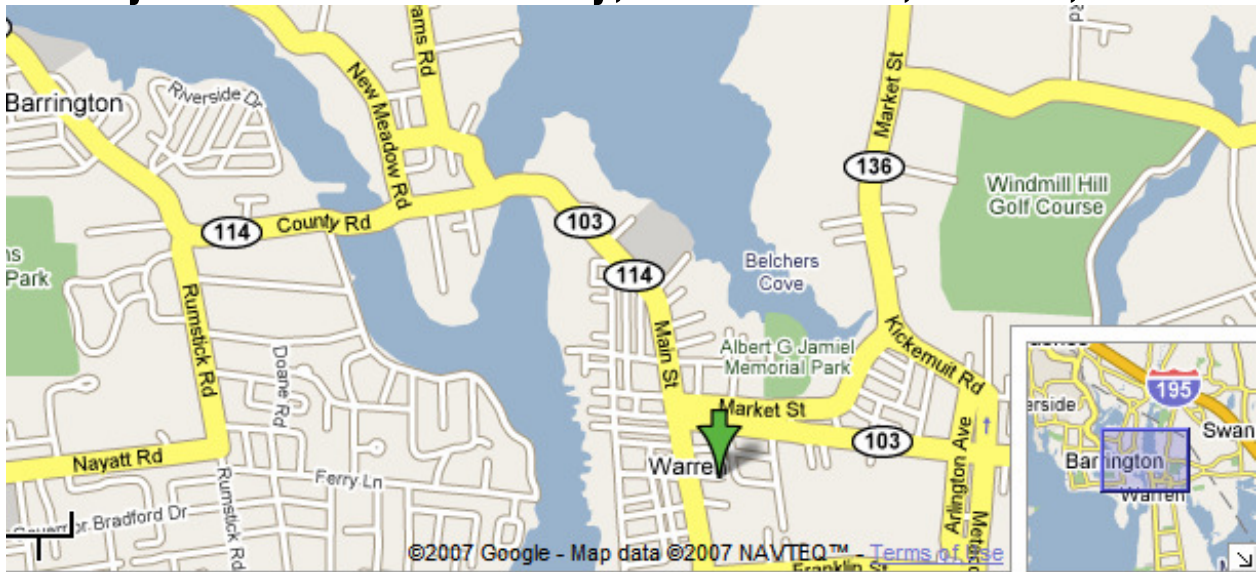 Barrington
Riverside Dr
New Meadow Rd
Rd
Market St
136
Windmill Hill
Golf Course
103
114
County Rd
114
Park
Belchers
Cove
Main St
Rumstick Rd
Doane Rd
Albert G Jamiel
Memorial Park
Kickemuit Rd
Market St
103
Arlington Ave
Nayatt Rd
Warren
Ferry Ln
Rumstick Rd
Bradford Dr
©2007 Google - Map data ©2007 NAVTEQ™ - Terms of Use
Franklin St
195
Barrington
Warren